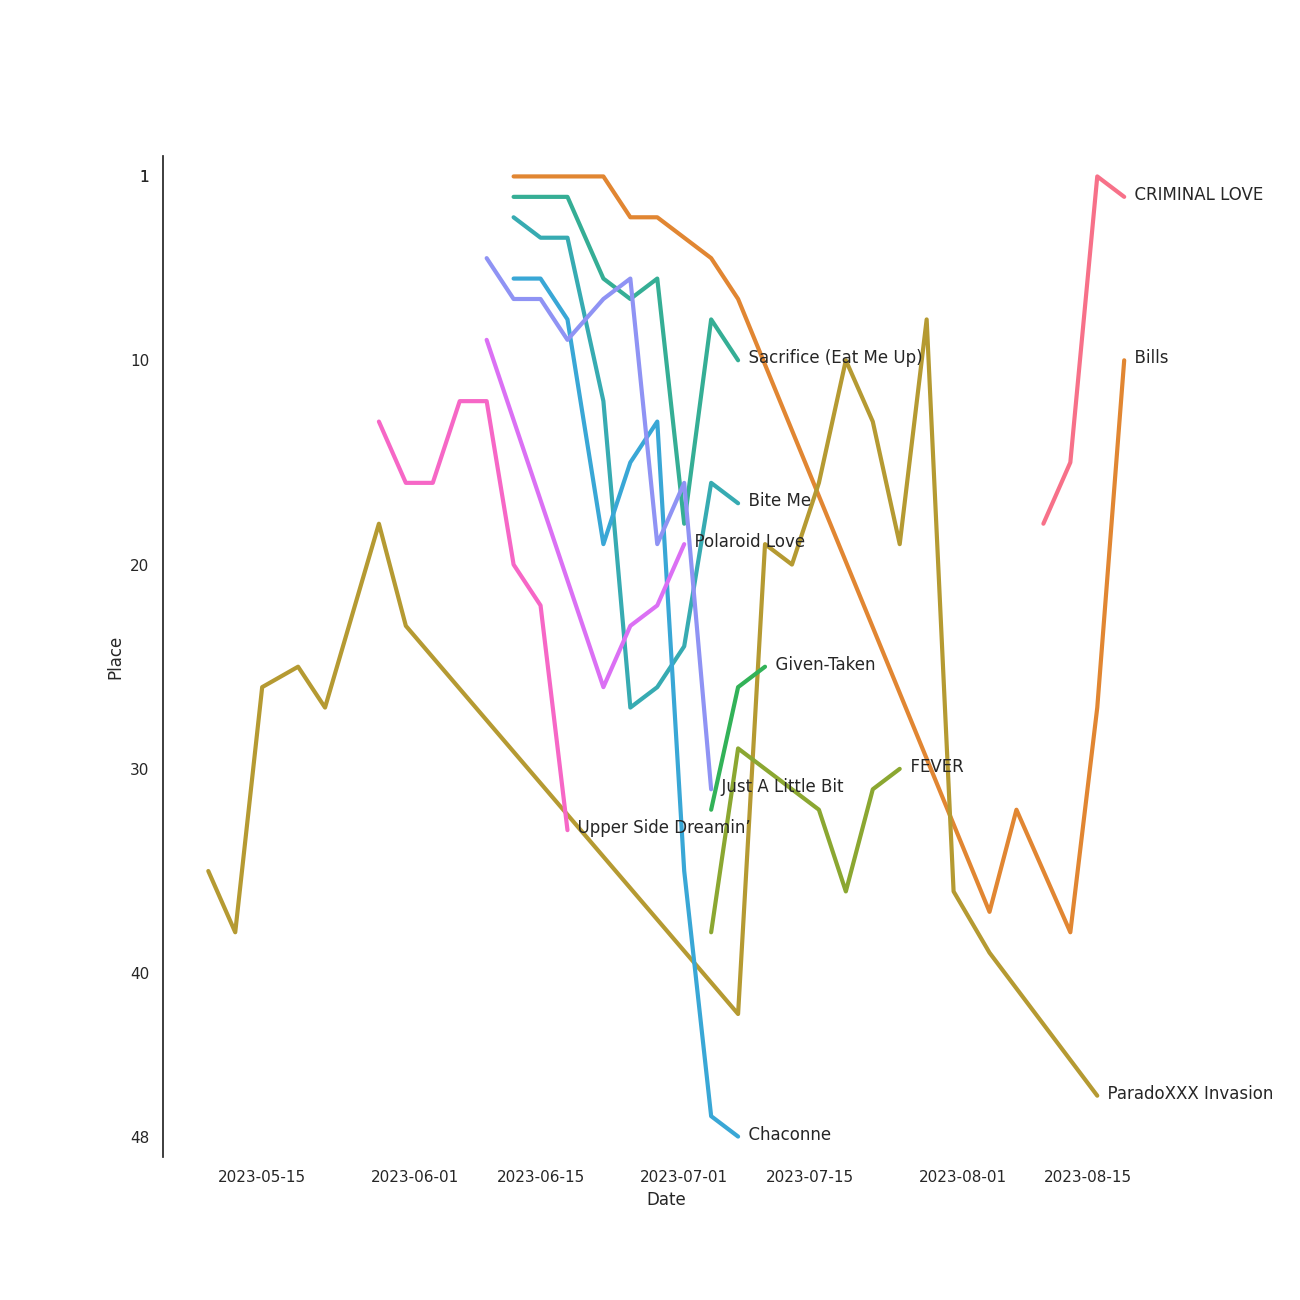 1
CRIMINAL LOVE
10
Sacrifice (Eat Me Up)
Bills
Bite Me
Polaroid Love
20
Given-Taken
Place
30
FEVER
Just A Little Bit
Upper Side Dreamin’
40
ParadoXXX Invasion
48
Chaconne
2023-05-15 2023-06-01 2023-06-15 2023-07-01 2023-07-15 2023-08-01 2023-08-15
Date